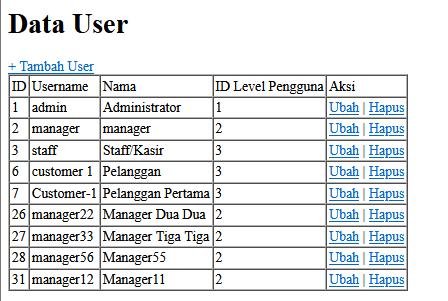 Data User
+ Tambah User
ID Username Nama ID Level Pengguna Aksi
1 admin Administrator 1 Ubah | Hapus
2 manager manager 2 Ubah | Hapus
3 staff Staff/Kasir 3 Ubah | Hapus
6 customer 1 Pelanggan 3 Ubah | Hapus
7 Customer-1 Pelanggan Pertama 3 Ubah | Hapus
26 manager22 Manager Dua Dua 2 Ubah | Hapus
27 manager33 Manager Tiga Tiga 2 Ubah | Hapus
28 manager56 Manager55 2 Ubah | Hapus
31 manager12 Manager11 2 Ubah | Hapus